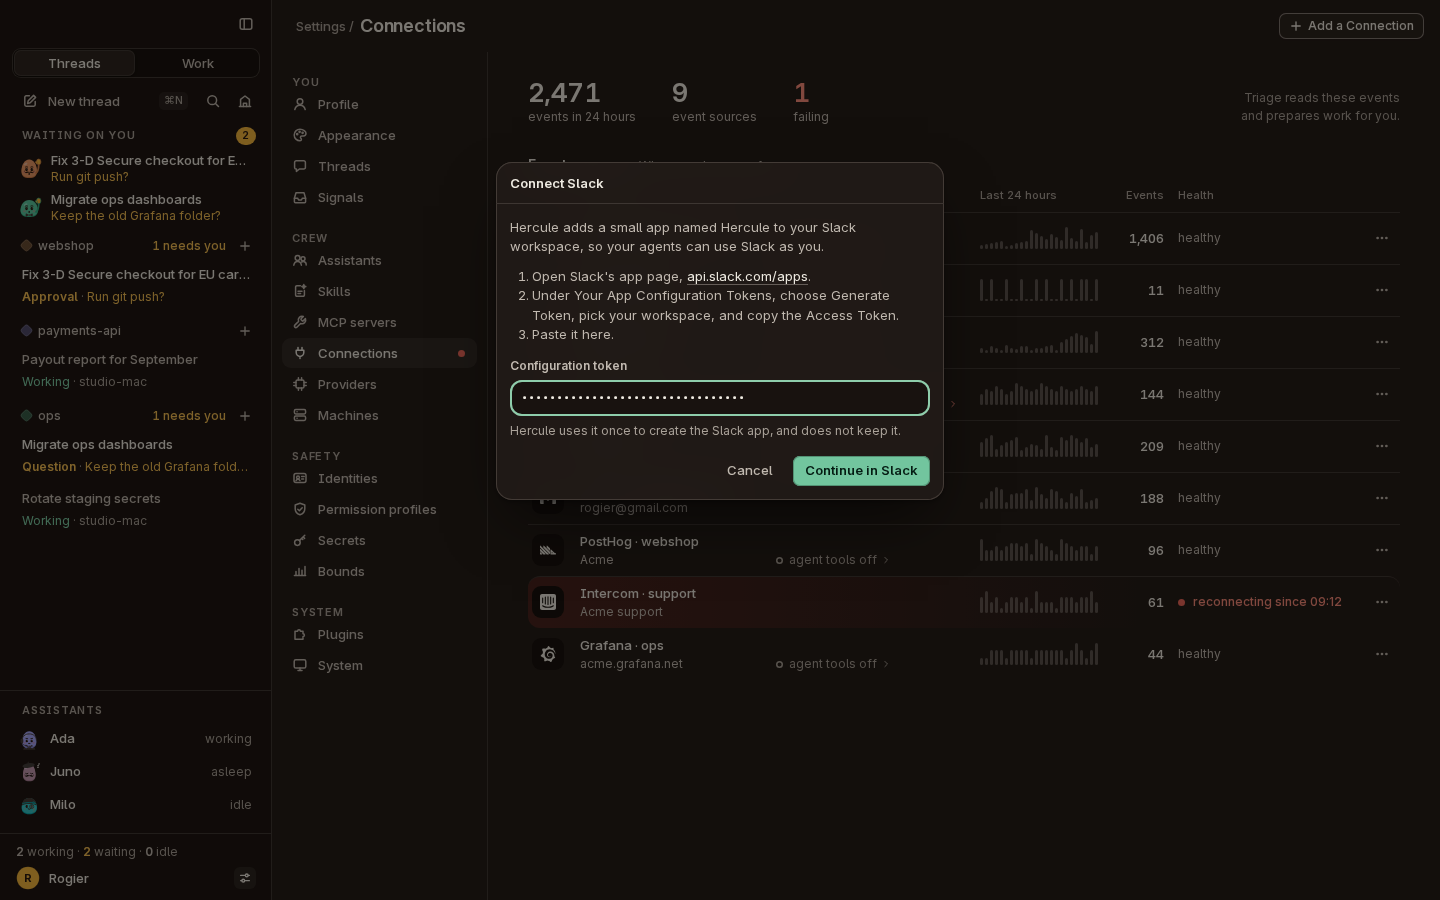 Settings / Connections
+ Add a Connection
Threads
Work
New thread
⌘N
WAITING ON YOU
2
Fix 3-D Secure checkout for E…
Run git push?
Migrate ops dashboards
Keep the old Grafana folder?
webshop
1 needs you
Fix 3-D Secure checkout for EU car…
Approval · Run git push?
payments-api
Payout report for September
Working · studio-mac
ops
1 needs you
Migrate ops dashboards
Question · Keep the old Grafana fold…
Rotate staging secrets
Working · studio-mac
ASSISTANTS
Ada
working
Juno
asleep
Milo
idle
2 working · 2 waiting · 0 idle
R
Rogier
YOU
Profile
Appearance
Threads
Signals
CREW
Assistants
Skills
MCP servers
Connections
Providers
Machines
SAFETY
Identities
Permission profiles
Secrets
Bounds
SYSTEM
Plugins
System
2,471
events in 24 hours
9
event sources
1
failing
Triage reads these events
and prepares work for you.
Last 24 hours
Events
Health
1,406
healthy
11
healthy
312
healthy
144
healthy
209
healthy
rogier@gmail.com
188
healthy
PostHog · webshop
Acme
agent tools off
96
healthy
Intercom · support
Acme support
61
reconnecting since 09:12
Grafana · ops
acme.grafana.net
agent tools off
44
healthy
Connect Slack
Hercule adds a small app named Hercule to your Slack
workspace, so your agents can use Slack as you.
1. Open Slack's app page, api.slack.com/apps.
2. Under Your App Configuration Tokens, choose Generate
Token, pick your workspace, and copy the Access Token.
3. Paste it here.
Configuration token
Hercule uses it once to create the Slack app, and does not keep it.
Cancel
Continue in Slack